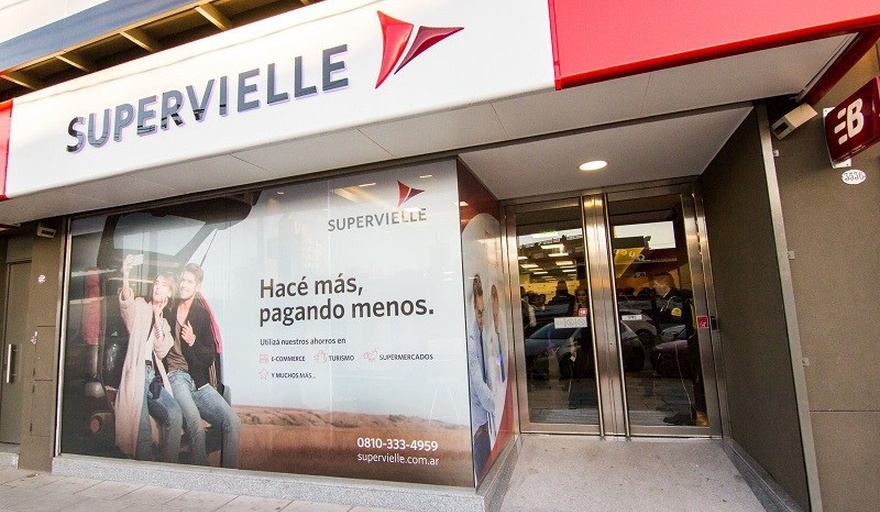 SUPERVIELLE
B
3336
SUPERVIELLE
Hacé más,
pagando menos.
Utilizá nuestros ahorros en
E-COMMERCE TURISMO SUPERMERCADOS
Y MUCHOS MÁS...
0810-333-4959
supervielle.com.ar